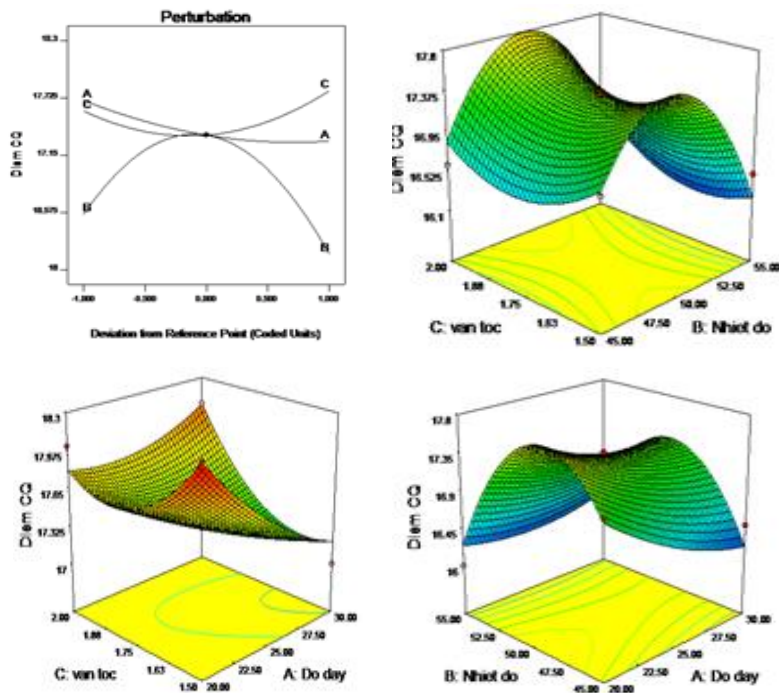 Perturbation
18.3
17.725
17.15
16.575
16
Diem CQ
A
C
B
C
A
B
-1.000 -0.500 0.000 0.500 1.000
Deviation from Reference Point (Coded Units)
17.8
17.375
16.95
16.525
16.1
Diem CQ
2.00 1.88 1.75 1.63 1.50
C: van toc
45.00 47.50 50.00 52.50 55.00
B: Nhiet do
18.3
17.975
17.65
17.325
17
Diem CQ
2.00 1.88 1.75 1.63 1.50
C: van toc
20.00 22.50 25.00 27.50 30.00
A: Do day
17.8
17.35
16.9
16.45
16
Diem CQ
55.00 52.50 50.00 47.50 45.00
B: Nhiet do
20.00 22.50 25.00 27.50 30.00
A: Do day